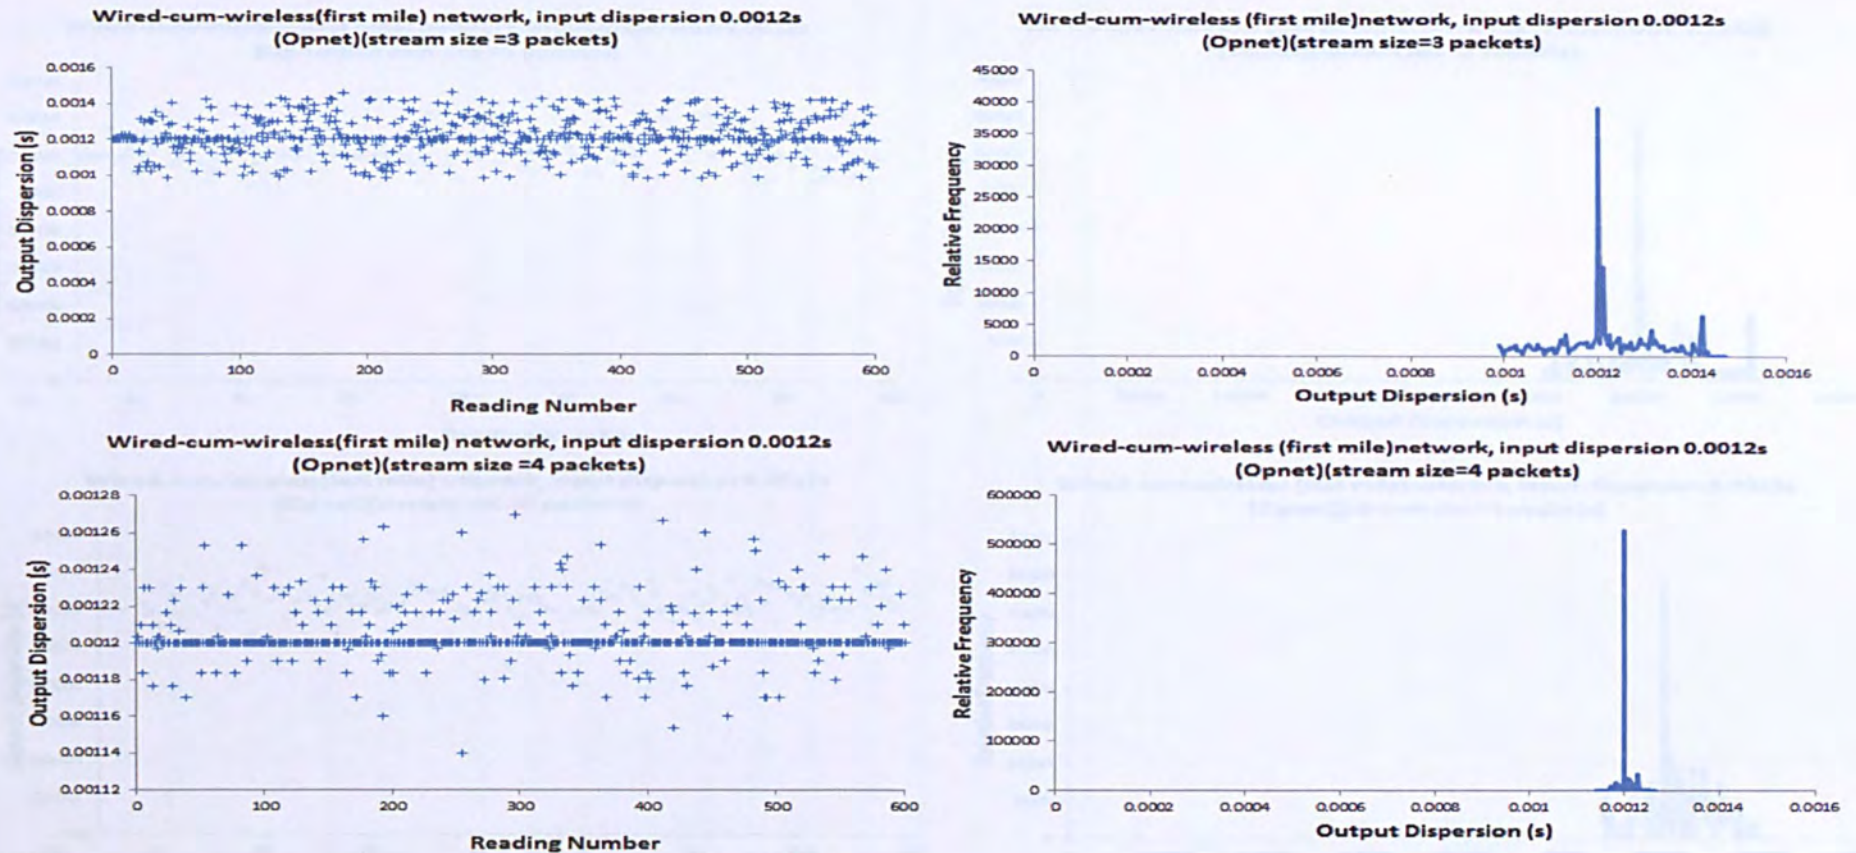 Wired-cum-wireless(first mile) network, input dispersion 0.0012s
(Opnet)(stream size =3 packets)
0.0016
0.0014
0.0012
0.001
0.0008
0.0006
0.0004
0.0002
0
Output Dispersion (s)
0 100 200 300 400 500 600
Reading Number
Wired-cum-wireless (first mile)network, input dispersion 0.0012s
(Opnet)(stream size=3 packets)
45000
40000
35000
30000
25000
20000
15000
10000
5000
0
Relative Frequency
0 0.0002 0.0004 0.0006 0.0008 0.001 0.0012 0.0014 0.0016
Output Dispersion (s)
Wired-cum-wireless(first mile) network, input dispersion 0.0012s
(Opnet)(stream size =4 packets)
0.00128
0.00126
0.00124
0.00122
0.0012
0.00118
0.00116
0.00114
0.00112
Output Dispersion (s)
0 100 200 300 400 500 600
Reading Number
Wired-cum-wireless (first mile)network, input dispersion 0.0012s
(Opnet)(stream size=4 packets)
600000
500000
400000
300000
200000
100000
0
Relative Frequency
0 0.0002 0.0004 0.0006 0.0008 0.001 0.0012 0.0014 0.0016
Output Dispersion (s)